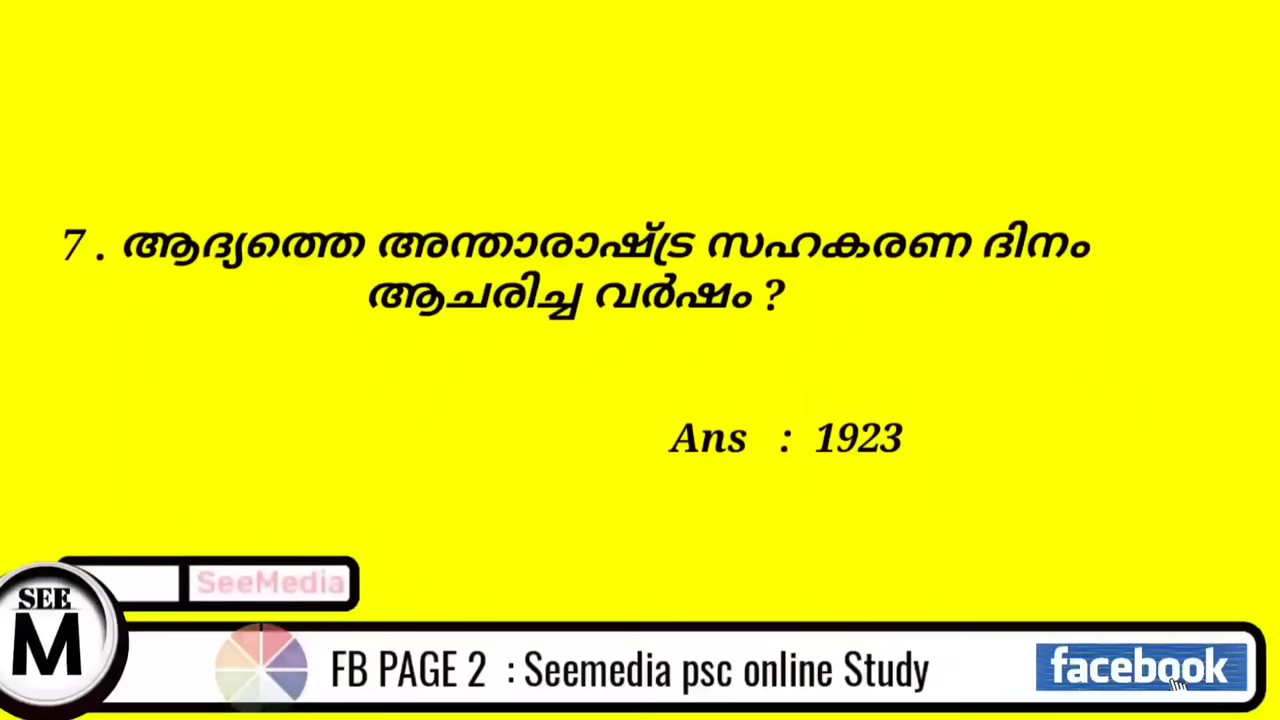 7 . ആദ്യത്തെ അന്താരാഷ്ട്ര സഹകരണ ദിനം
ആചരിച്ച വർഷം ?
Ans : 1923
SeeMedia
SEE
M
FB PAGE 2 : Seemedia psc online Study
facebook